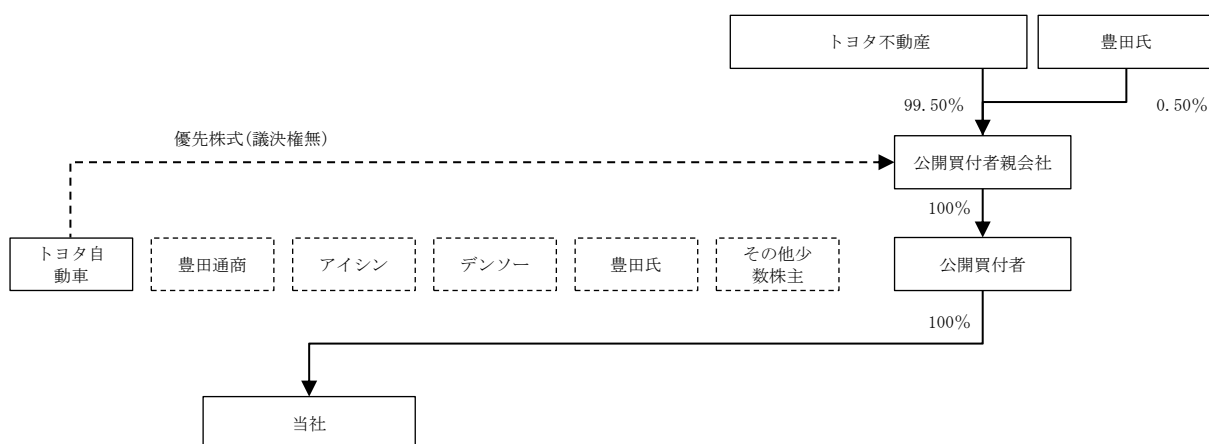 トヨタ不動産
豊田氏
99.50%
0.50%
優先株式(議決権無)
公開買付者親会社
100%
トヨタ自
動車
豊田通商
アイシン
デンソー
豊田氏
その他少
数株主
公開買付者
100%
当社